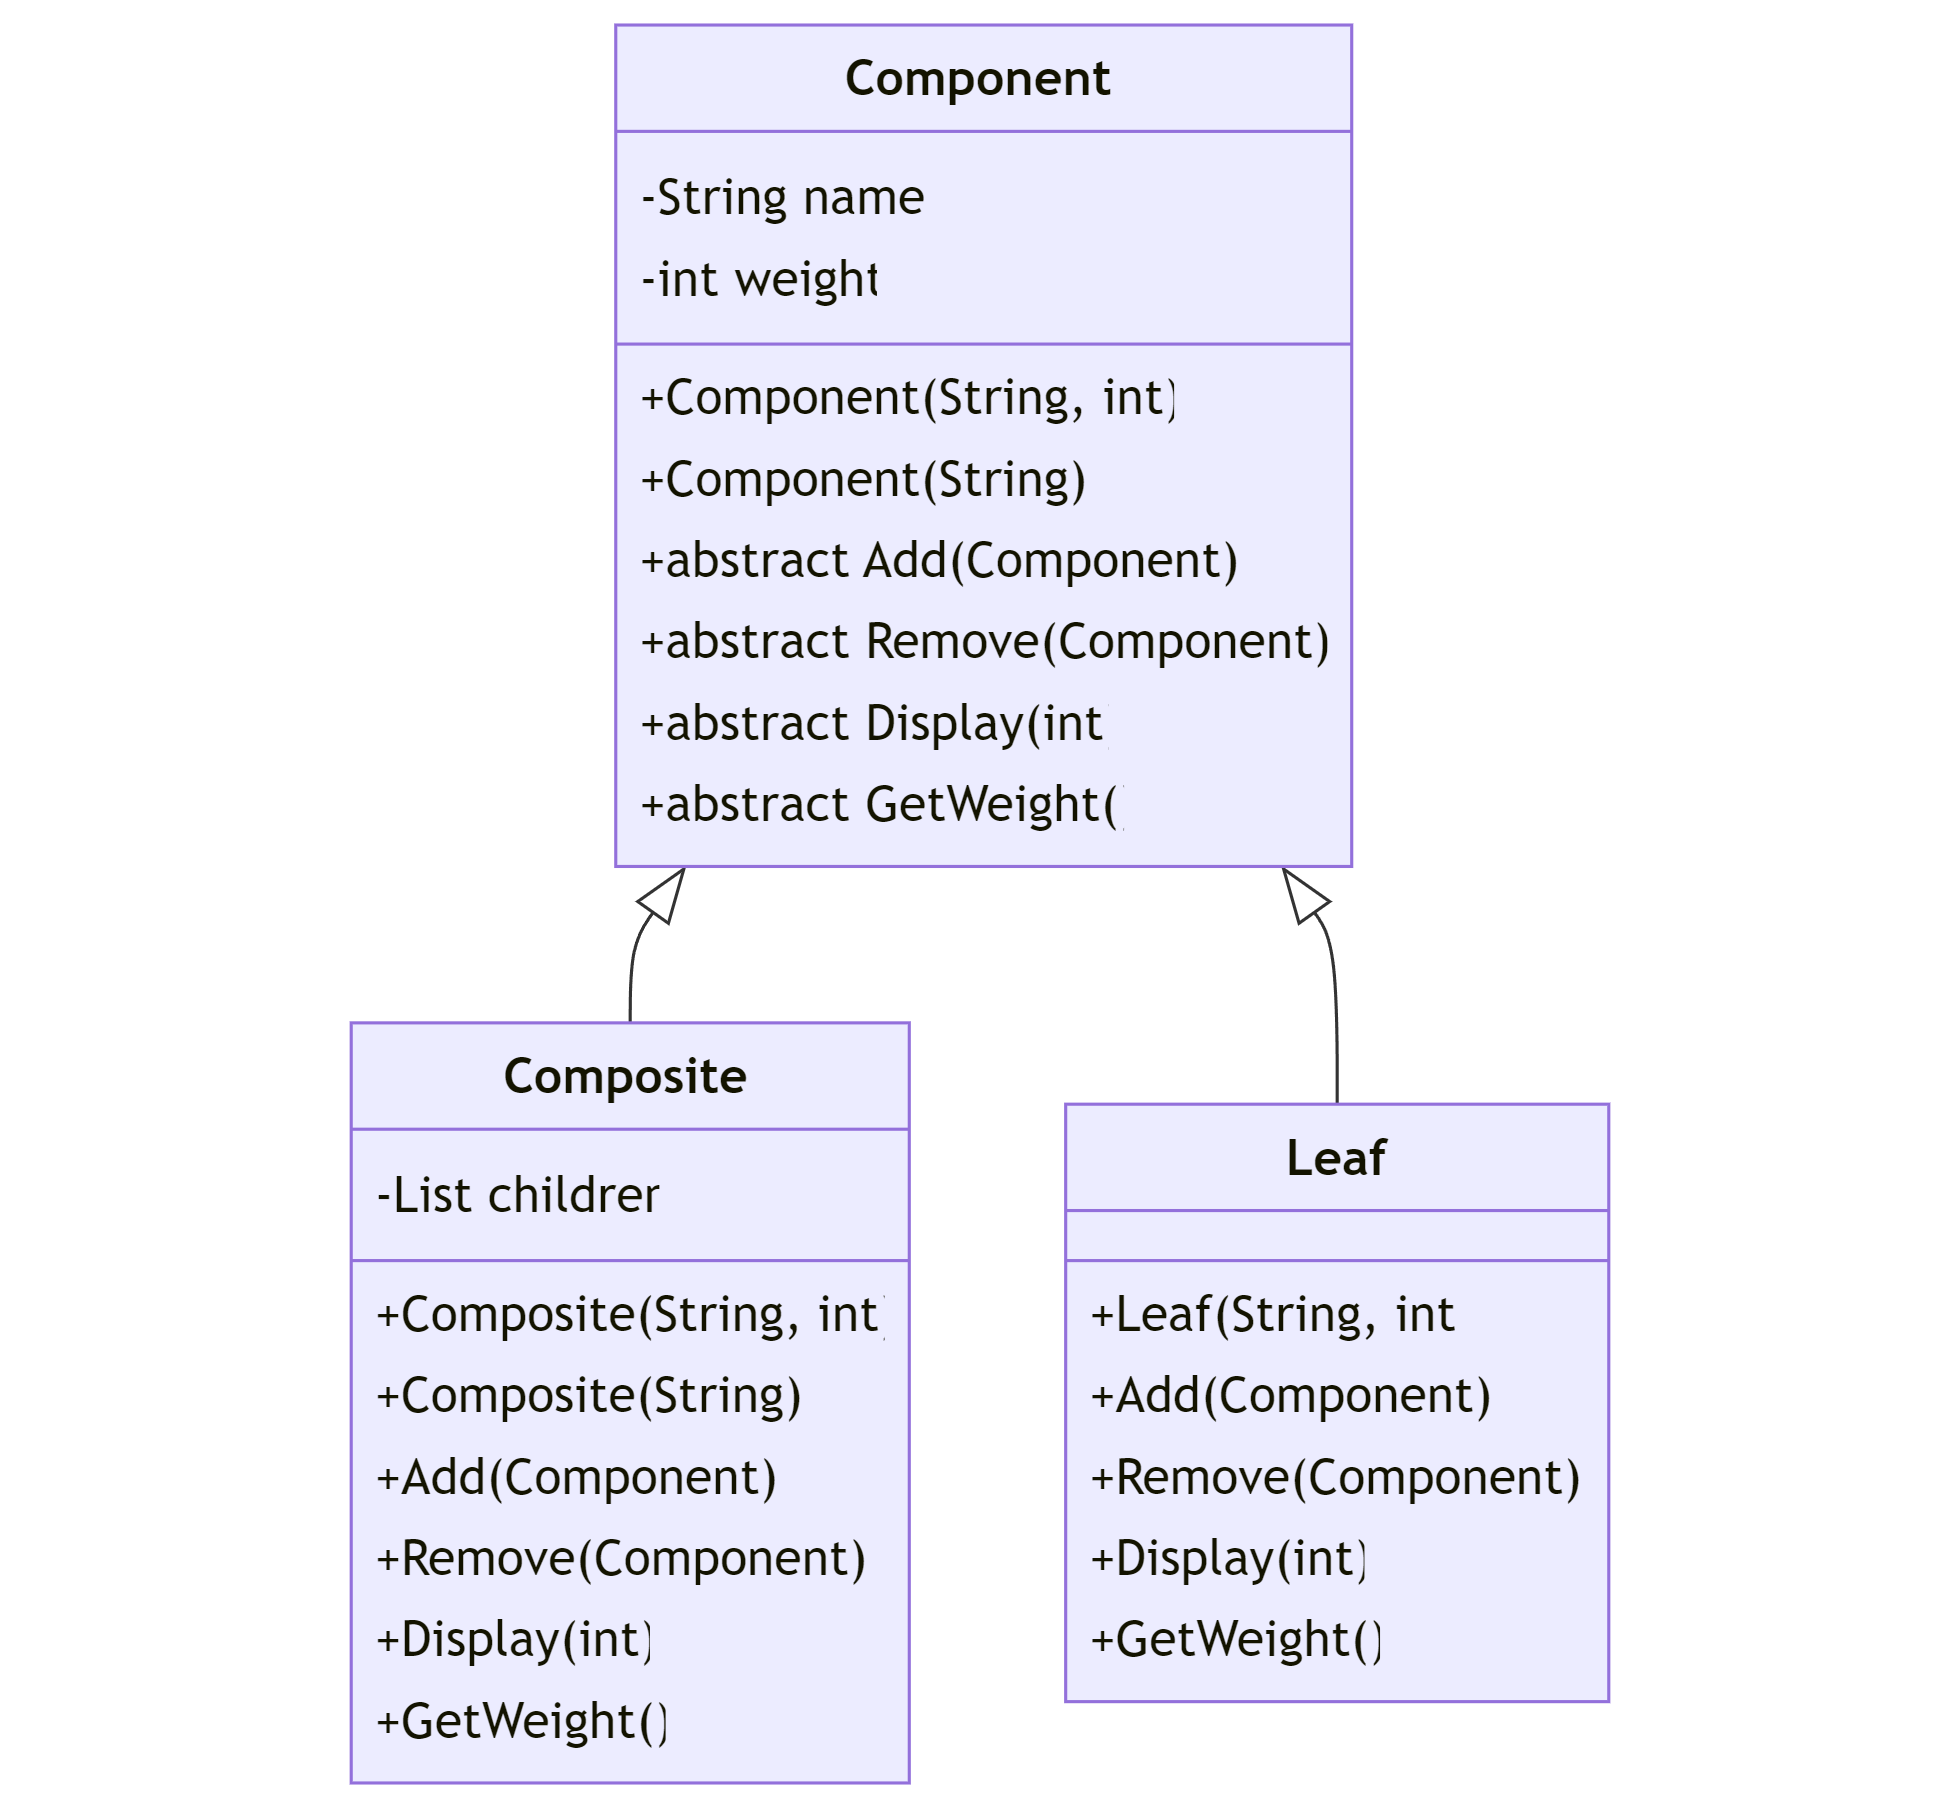 Component
-String name
-int weight
+Component(String, int)
+Component(String)
+abstract Add(Component)
+abstract Remove(Component)
+abstract Display(int
+abstract GetWeight()
Composite
-List childrer
+Composite(String, int)
+Composite(String)
+Add(Component)
+Remove(Component)
+Display(int)
+GetWeight()
Leaf
+Leaf(String, int
+Add(Component)
+Remove(Component)
+Display(int)
+GetWeight()